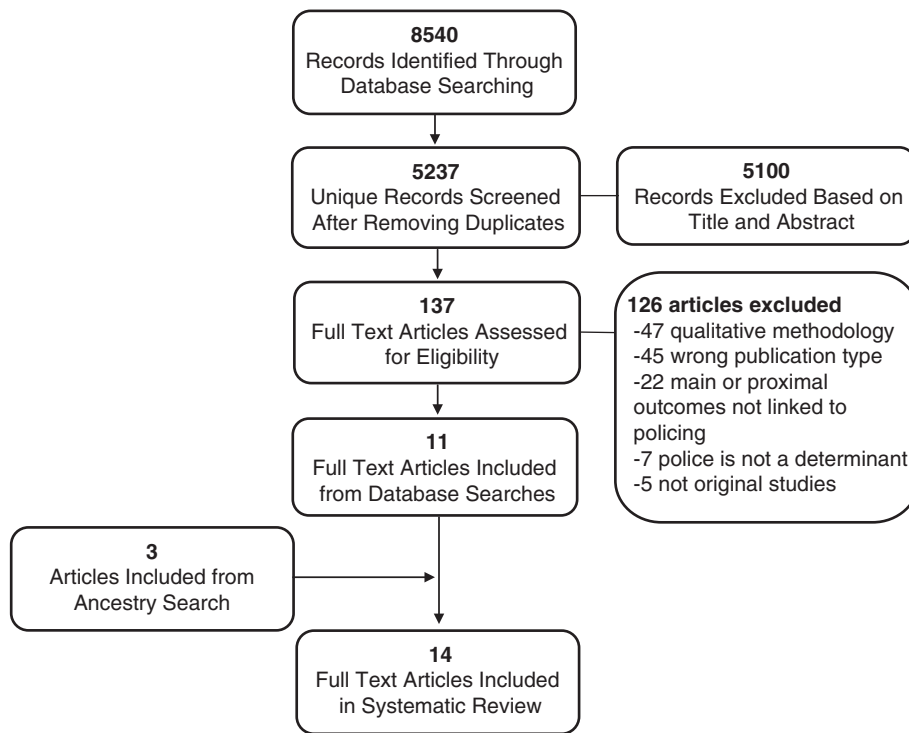 8540
Records Identified Through
Database Searching
5237
Unique Records Screened
After Removing Duplicates
5100
Records Excluded Based on
Title and Abstract
137
Full Text Articles Assessed
for Eligibility
126 articles excluded
-47 qualitative methodology
-45 wrong publication type
-22 main or proximal
outcomes not linked to
policing
-7 police is not a determinant
-5 not original studies
11
Full Text Articles Included
from Database Searches
3
Articles Included from
Ancestry Search
14
Full Text Articles Included
in Systematic Review